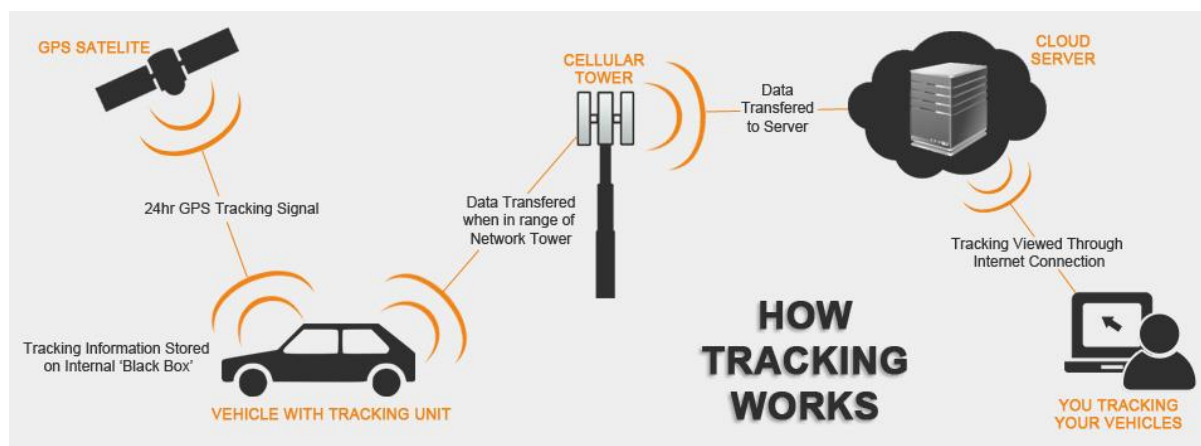 GPS SATELITE
24hr GPS Tracking Signal
Tracking Information Stored
on Internal 'Black Box'
VEHICLE WITH TRACKING UNIT
Data Transfered
when in range of
Network Tower
CELLULAR
TOWER
Data
Transfered
to Server
CLOUD
SERVER
Tracking Viewed Through
Internet Connection
YOU TRACKING
YOUR VEHICLES
HOW
TRACKING
WORKS